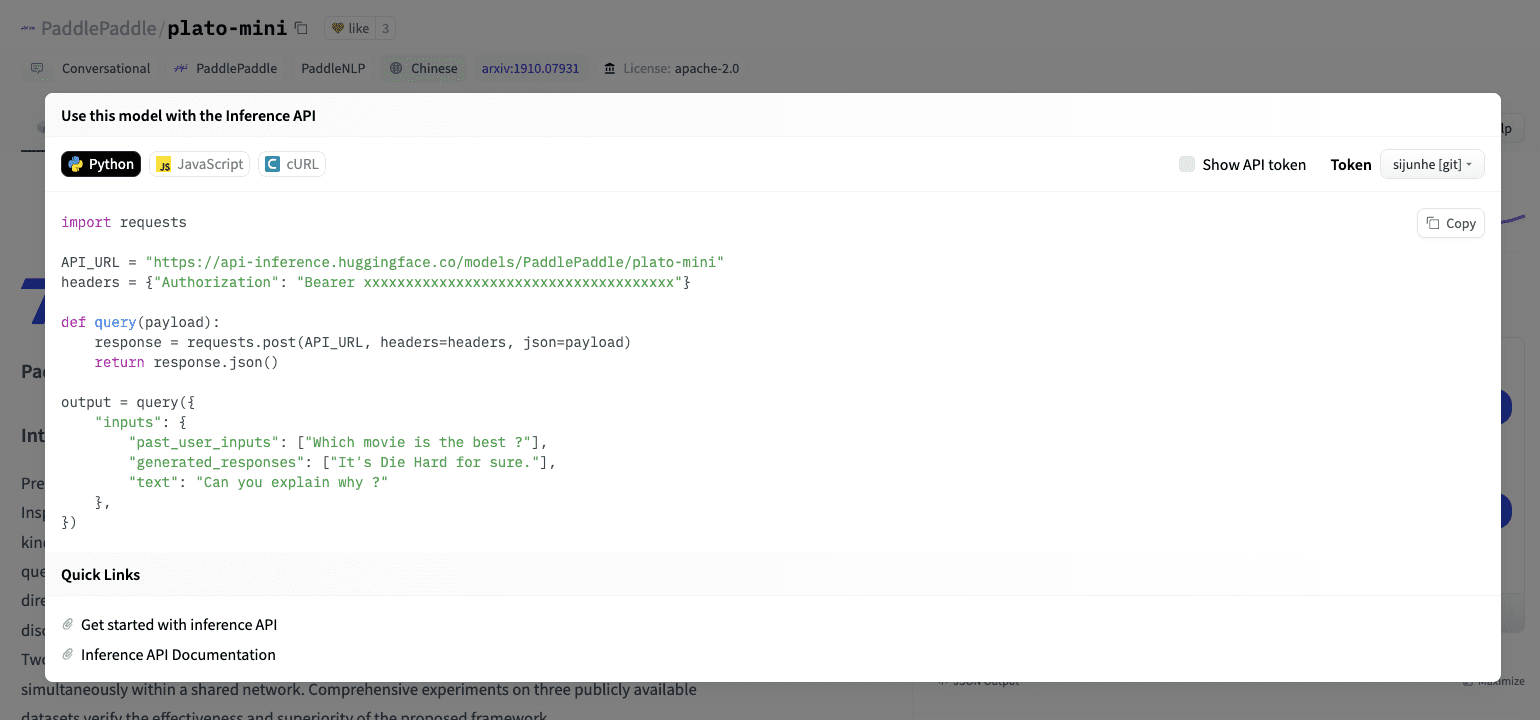 PaddlePaddle/plato-mini like 3
Conversational PaddlePaddle PaddleNLP Chinese arxiv:1910.07931 License: apache-2.0
Use this model with the Inference API
Python JS JavaScript C cURL Show API token Token sijunhe [git]
Copy
import requests
API_URL = "https://api-inference.huggingface.co/models/PaddlePaddle/plato-mini"
headers = {"Authorization": "Bearer xxxxxxxxxxxxxxxxxxxxxxxxxxxxxxxxxxxxx"}
def query(payload):
    response = requests.post(API_URL, headers=headers, json=payload)
    return response.json()
output = query({
    "inputs": {
        "past_user_inputs": ["Which movie is the best ?"],
        "generated_responses": ["It's Die Hard for sure."],
        "text": "Can you explain why ?"
    },
})
Quick Links
Get started with inference API
Inference API Documentation
JSON Output Maximize
simultaneously within a shared network. Comprehensive experiments on three publicly available
datasets verify the effectiveness and superiority of the proposed framework.